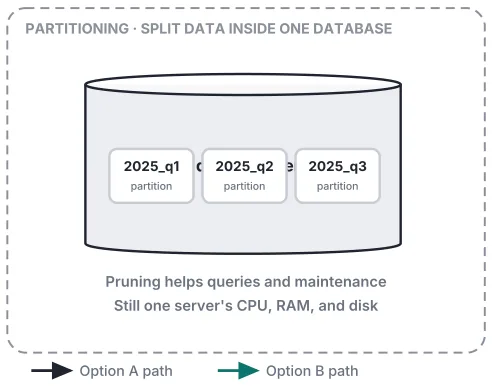 PARTITIONING · SPLIT DATA INSIDE ONE DATABASE
2025_q1 2025_q2 2025_q3
partition partition partition
Pruning helps queries and maintenance
Still one server's CPU, RAM, and disk
Option A path Option B path